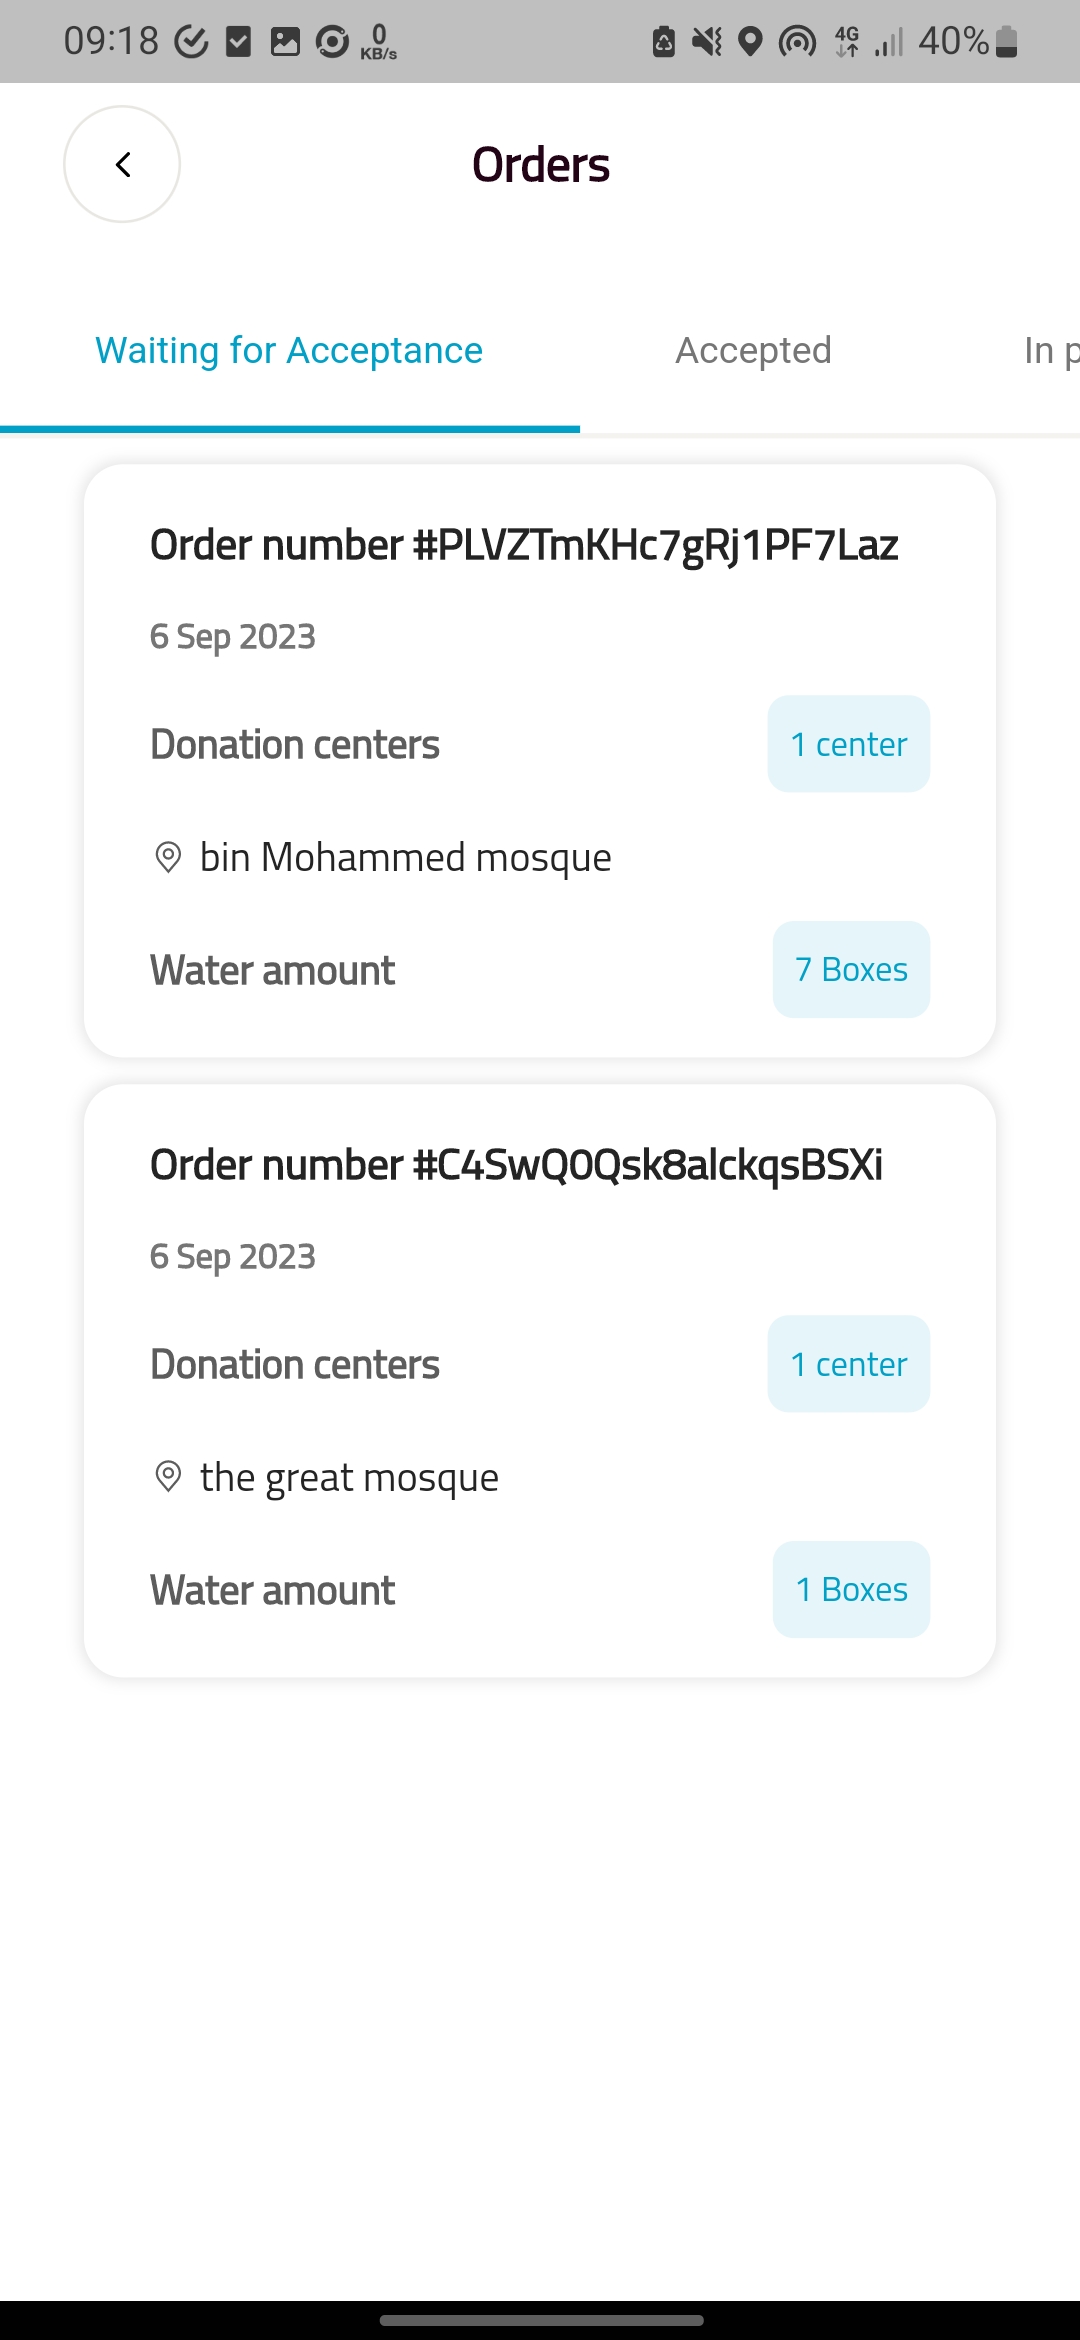 09:18 0 KB/s 4G 40%
Orders
Waiting for Acceptance Accepted In p
Order number #PLVZTmKHc7gRj1PF7Laz
6 Sep 2023
Donation centers 1 center
bin Mohammed mosque
Water amount 7 Boxes
Order number #C4SwQ0Qsk8alckqsBSXi
6 Sep 2023
Donation centers 1 center
the great mosque
Water amount 1 Boxes